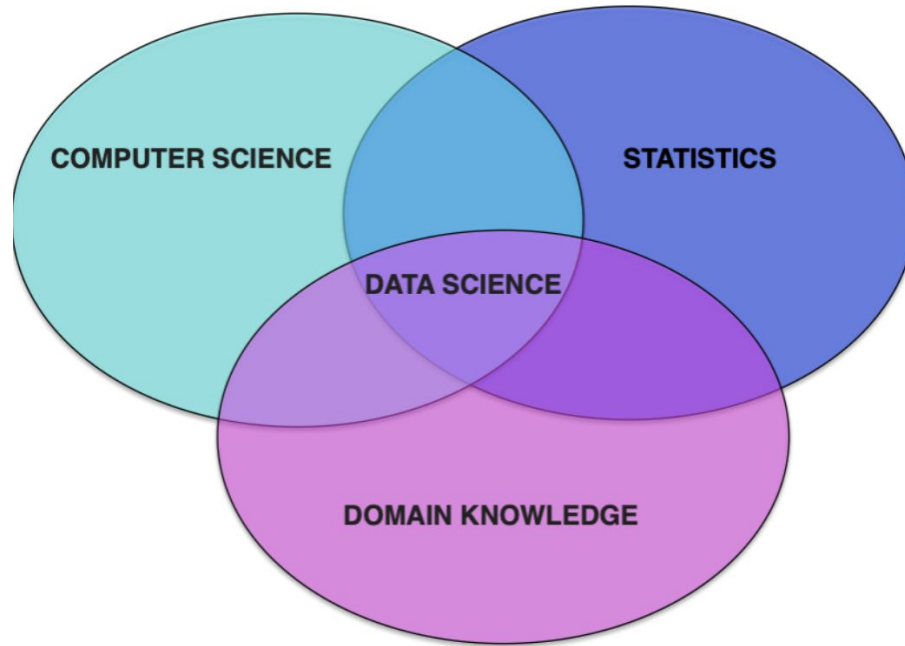 COMPUTER SCIENCE
STATISTICS
DATA SCIENCE
DOMAIN KNOWLEDGE